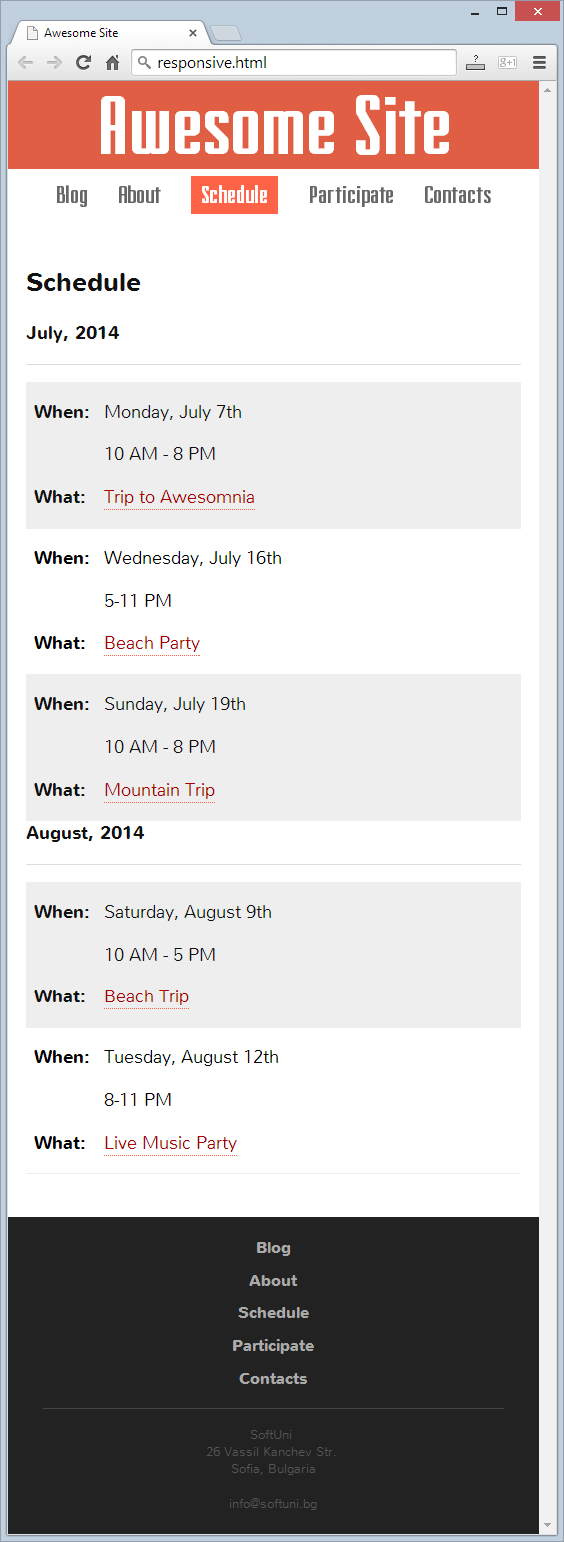 Awesome Site
responsive.html
?
g+1
Awesome Site
Blog About Schedule Participate Contacts
Schedule
July, 2014
When: Monday, July 7th
10 AM - 8 PM
What: Trip to Awesomnia
When: Wednesday, July 16th
5-11 PM
What: Beach Party
When: Sunday, July 19th
10 AM - 8 PM
What: Mountain Trip
August, 2014
When: Saturday, August 9th
10 AM - 5 PM
What: Beach Trip
When: Tuesday, August 12th
8-11 PM
What: Live Music Party
Blog
About
Schedule
Participate
Contacts
SoftUni
26 Vassil Kanchev Str.
Sofia, Bulgaria
info@softuni.bg